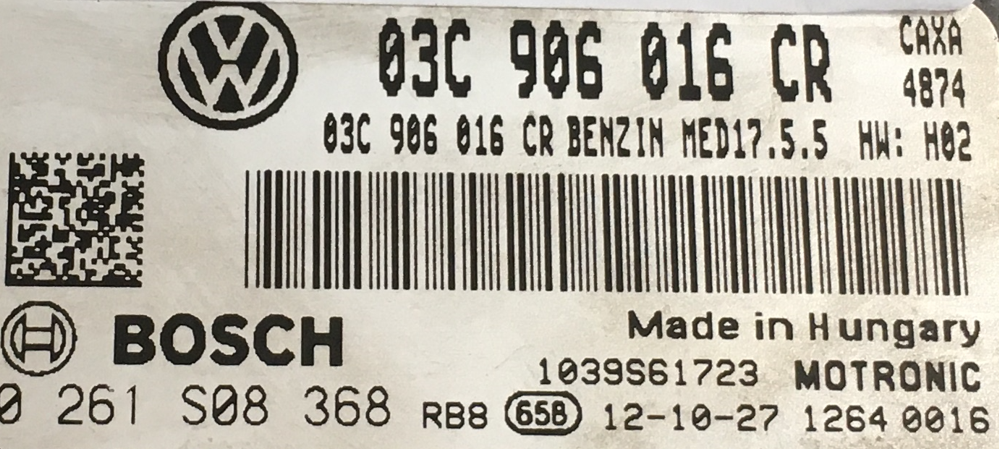 03C 906 016 CR CAXA
4874
03C 906 016 CR BENZIN MED17.5.5 HW: H02
BOSCH
Made in Hungary
1039S61723 MOTRONIC
0 261 S08 368 RB8 658 12-10-27 1264 0016